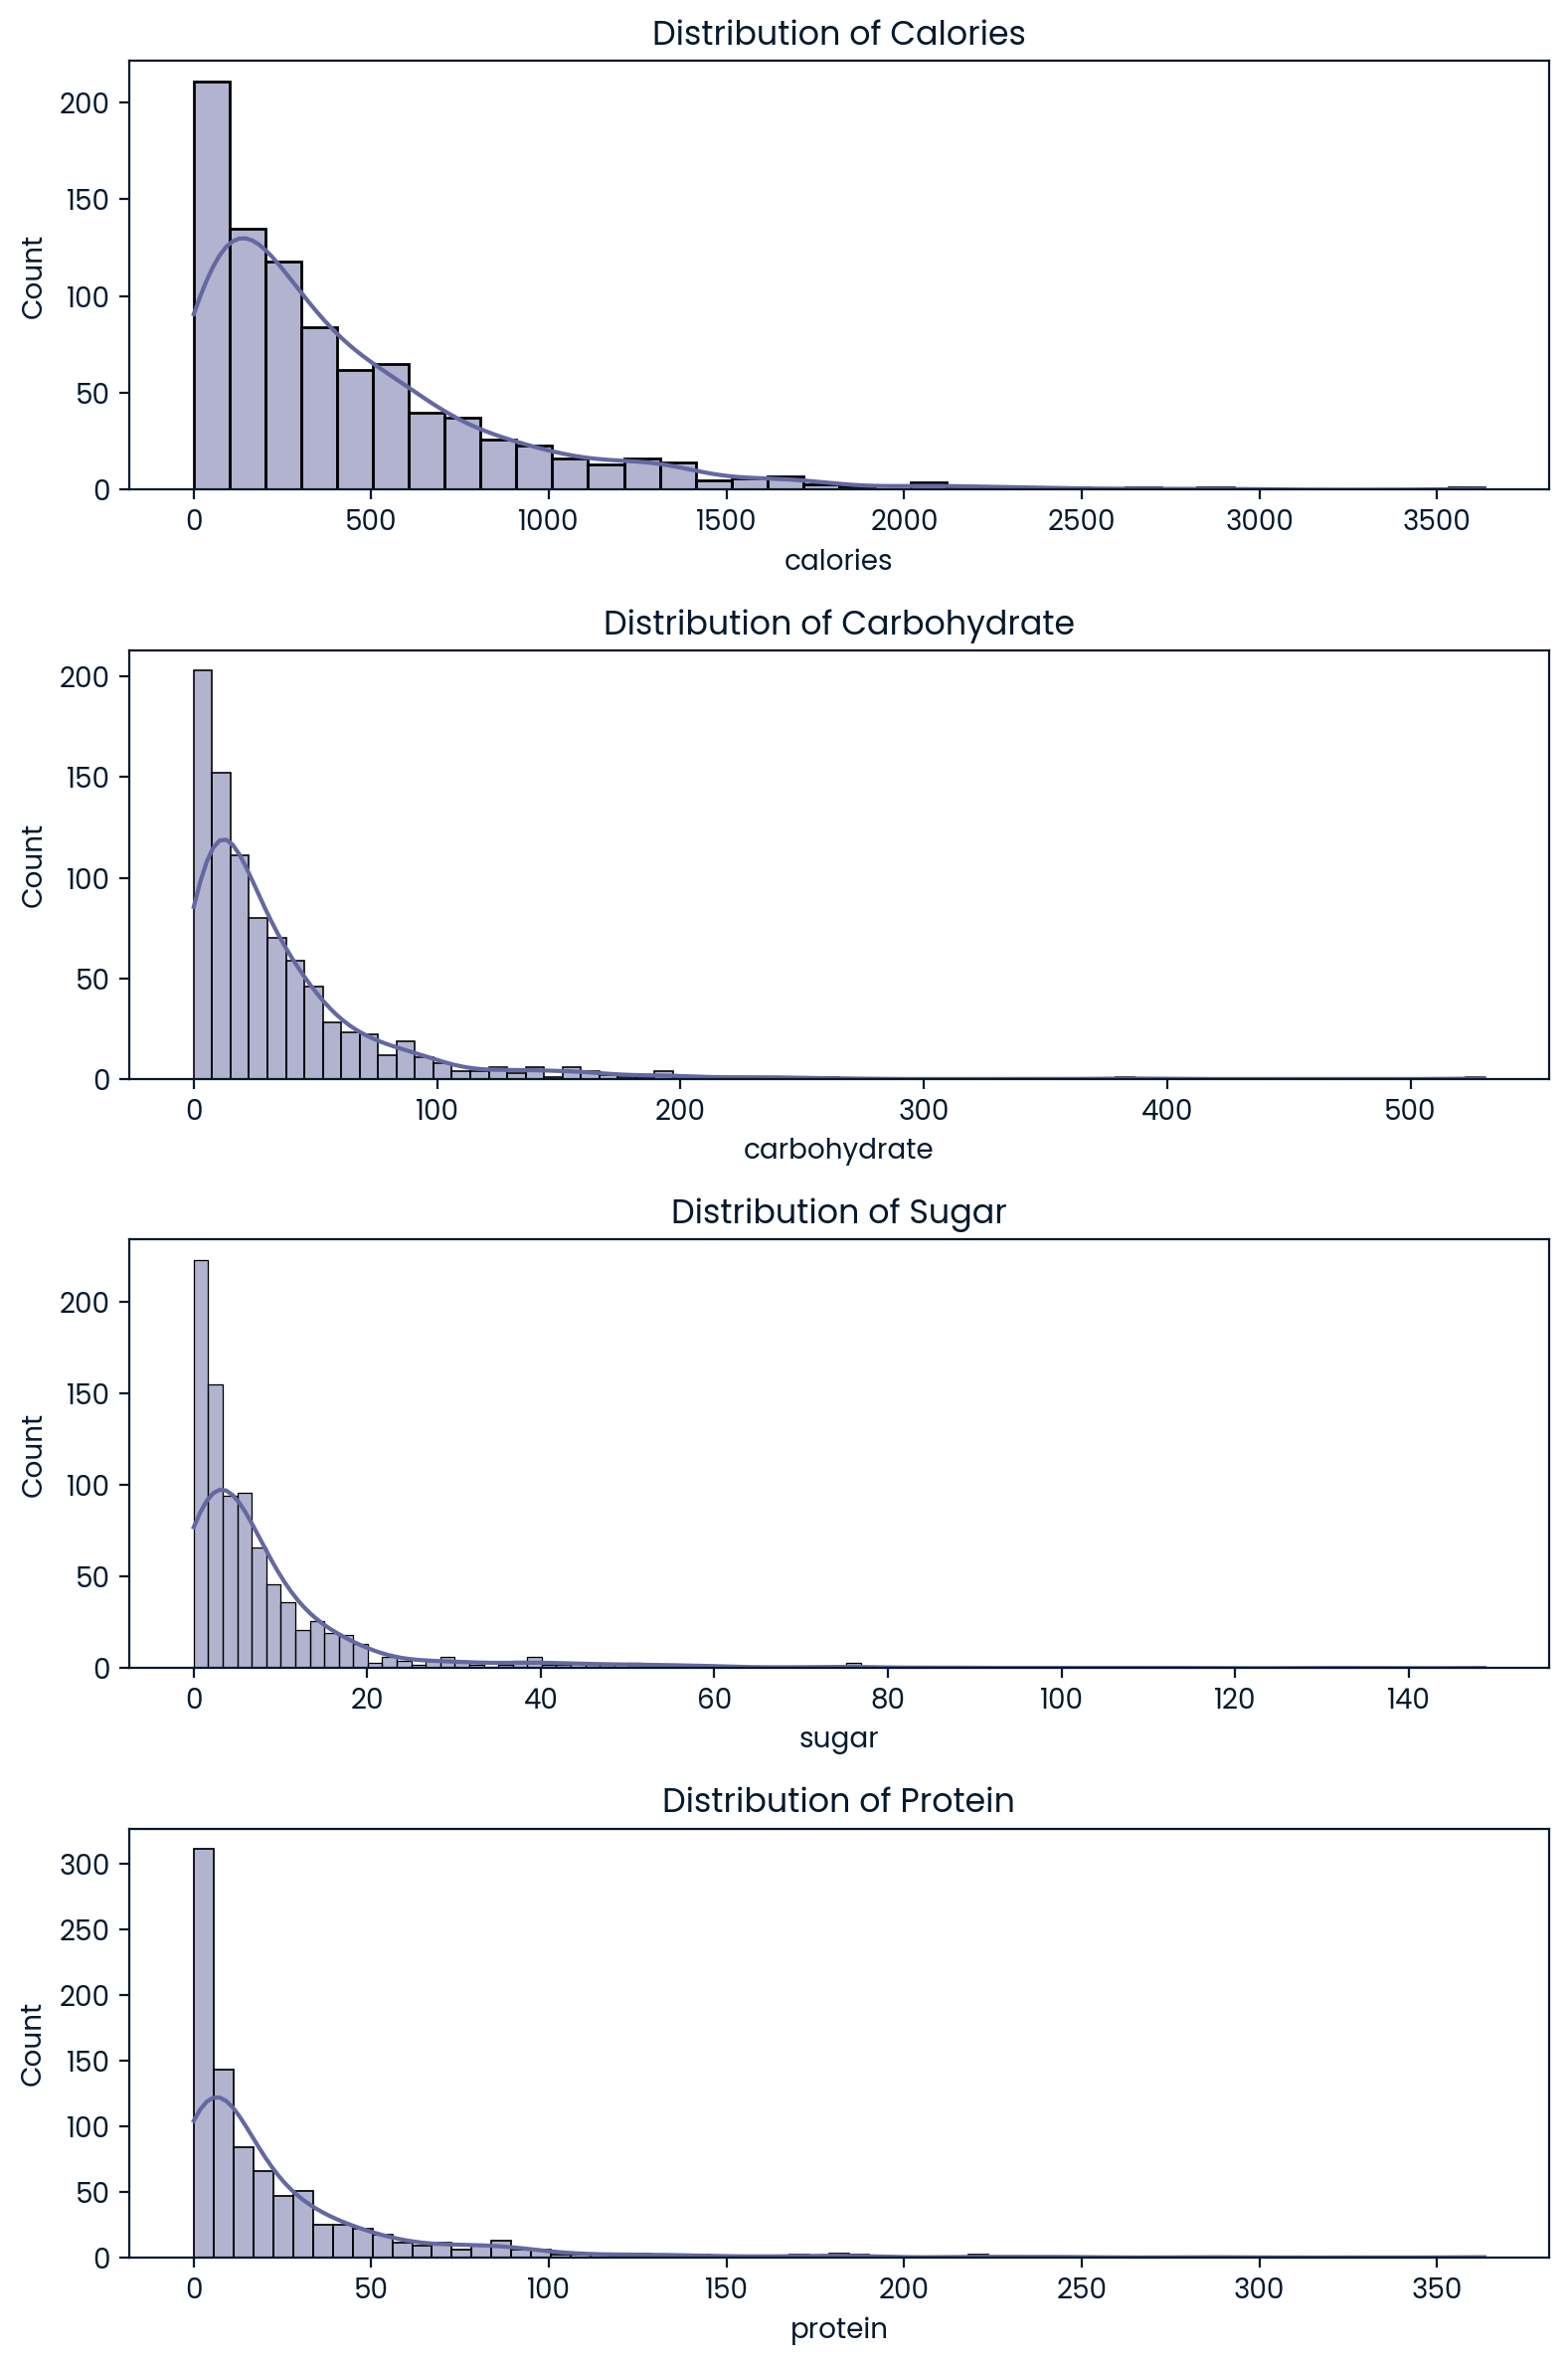 Distribution of Calories
200
150
100
50
0
Count
0 500 1000 1500 2000 2500 3000 3500
calories
Distribution of Carbohydrate
200
150
100
50
0
Count
0 100 200 300 400 500
carbohydrate
Distribution of Sugar
200
150
100
50
0
Count
0 20 40 60 80 100 120 140
sugar
Distribution of Protein
300
250
200
150
100
50
0
Count
0 50 100 150 200 250 300 350
protein